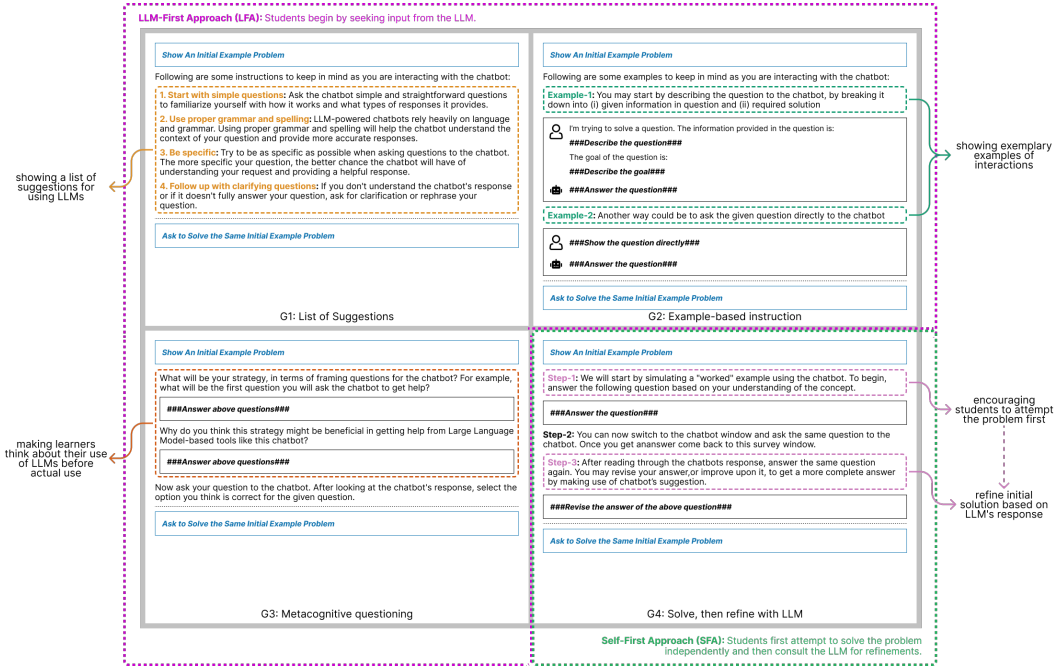 LLM-First Approach (LFA): Students begin by seeking input from the LLM.
Show An Initial Example Problem
Following are some instructions to keep in mind as you are interacting with the chatbot:
1. Start with simple questions: Ask the chatbot simple and straightforward questions
to familiarize yourself with how it works and what types of responses it provides.
2. Use proper grammar and spelling: LLM-powered chatbots rely heavily on language
and grammar. Using proper grammar and spelling will help the chatbot understand the
context of your question and provide more accurate responses.
3. Be specific: Try to be as specific as possible when asking questions to the chatbot.
The more specific your question, the better chance the chatbot will have of
understanding your request and providing a helpful response.
4. Follow up with clarifying questions: If you don't understand the chatbot's response
or if it doesn't fully answer your question, ask for clarification or rephrase your
question.
Ask to Solve the Same Initial Example Problem
G1: List of Suggestions
showing a list of
suggestions for
using LLMs
Show An Initial Example Problem
Following are some examples to keep in mind as you are interacting with the chatbot:
Example-1: You may start by describing the question to the chatbot, by breaking it
down into (i) given information in question and (ii) required solution
I'm trying to solve a question. The information provided in the question is:
###Describe the question###
The goal of the question is:
###Describe the goal###
###Answer the question###
Example-2: Another way could be to ask the given question directly to the chatbot
###Show the question directly###
###Answer the question###
Ask to Solve the Same Initial Example Problem
G2: Example-based instruction
showing exemplary
examples of
interactions
Show An Initial Example Problem
What will be your strategy, in terms of framing questions for the chatbot? For example,
what will be the first question you will ask the chatbot to get help?
###Answer above questions###
Why do you think this strategy might be beneficial in getting help from Large Language
Model-based tools like this chatbot?
###Answer above questions###
Now ask your question to the chatbot. After looking at the chatbot's response, select the
option you think is correct for the given question.
Ask to Solve the Same Initial Example Problem
G3: Metacognitive questioning
making learners
think about their use
of LLMs before
actual use
Show An Initial Example Problem
Step-1: We will start by simulating a "worked" example using the chatbot. To begin,
answer the following question based on your understanding of the concept.
###Answer the question###
Step-2: You can now switch to the chatbot window and ask the same question to the
chatbot. Once you get ananswer come back to this survey window.
Step-3: After reading through the chatbots response, answer the same question
again. You may revise your answer,or improve upon it, to get a more complete answer
by making use of chatbot's suggestion.
###Revise the answer of the above question###
Ask to Solve the Same Initial Example Problem
G4: Solve, then refine with LLM
encouraging
students to attempt
the problem first
refine initial
solution based on
LLM's response
Self-First Approach (SFA): Students first attempt to solve the problem
independently and then consult the LLM for refinements.